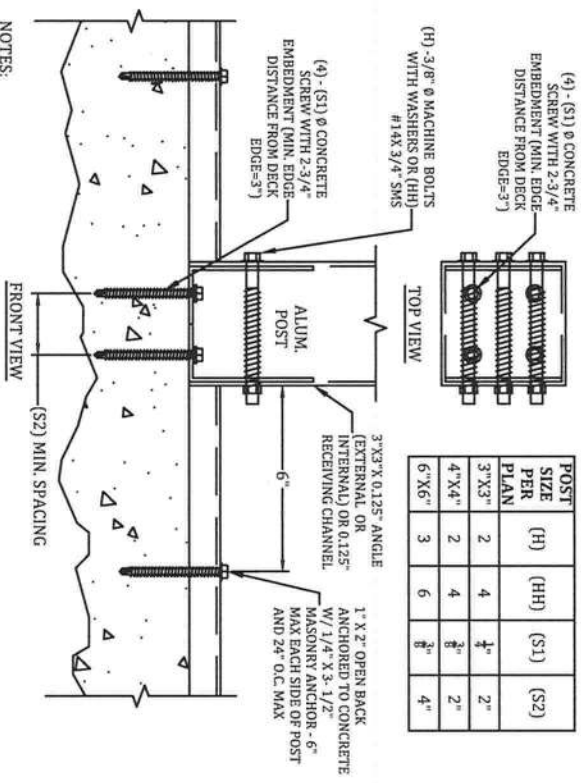 (4) - (S1) Ø CONCRETE
SCREW WITH 2-3/4"
EMBEDMENT (MIN. EDGE
DISTANCE FROM DECK
EDGE=3")
TOP VIEW
POST
SIZE
PER
PLAN
(H)
(HH)
(S1)
(S2)
3"X3"
2
4
1/4"
2"
4"X4"
2
4
3/8"
2"
6"X6"
3
6
3/8"
4"
(H) -3/8" Ø MACHINE BOLTS
WITH WASHERS OR (HH)
#14X 3/4" SMS
(4) - (S1) Ø CONCRETE
SCREW WITH 2-3/4"
EMBEDMENT (MIN. EDGE
DISTANCE FROM DECK
EDGE=3")
ALUM.
POST
3"X3"X 0.125" ANGLE
(EXTERNAL OR
INTERNAL) OR 0.125"
RECEIVING CHANNEL
6"
1" X 2" OPEN BACK
ANCHORED TO CONCRETE
W/ 1/4" X 3- 1/2"
MASONRY ANCHOR - 6"
MAX EACH SIDE OF POST
AND 24" O.C. MAX
(S2) MIN. SPACING
FRONT VIEW
NOTES: